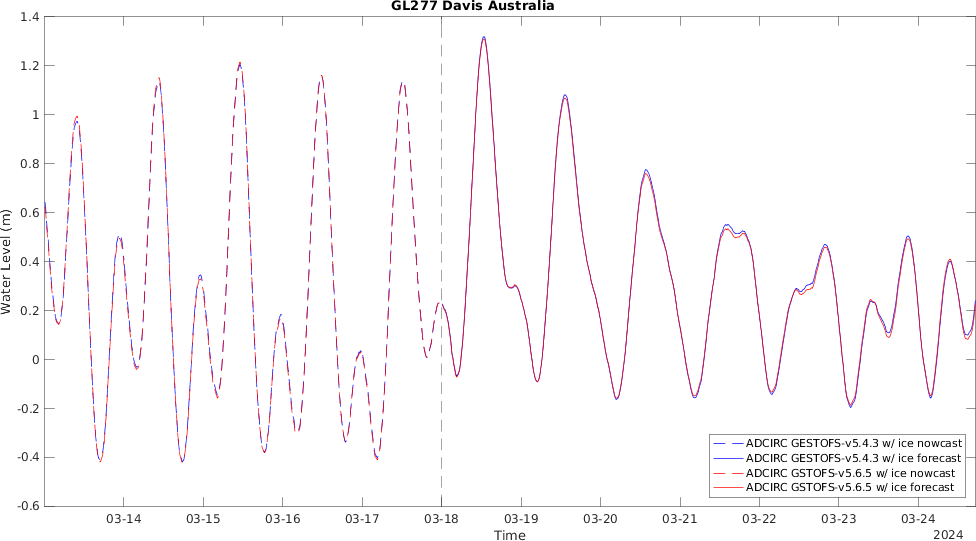 GL277 Davis Australia
1.4
1.2
1
0.8
0.6
0.4
0.2
0
-0.2
-0.4
-0.6
Water Level (m)
03-14 03-15 03-16 03-17 03-18 03-19 03-20 03-21 03-22 03-23 03-24
Time
2024
ADCIRC GESTOFS-v5.4.3 w/ ice nowcast
ADCIRC GESTOFS-v5.4.3 w/ ice forecast
ADCIRC GSTOFS-v5.6.5 w/ ice nowcast
ADCIRC GSTOFS-v5.6.5 w/ ice forecast